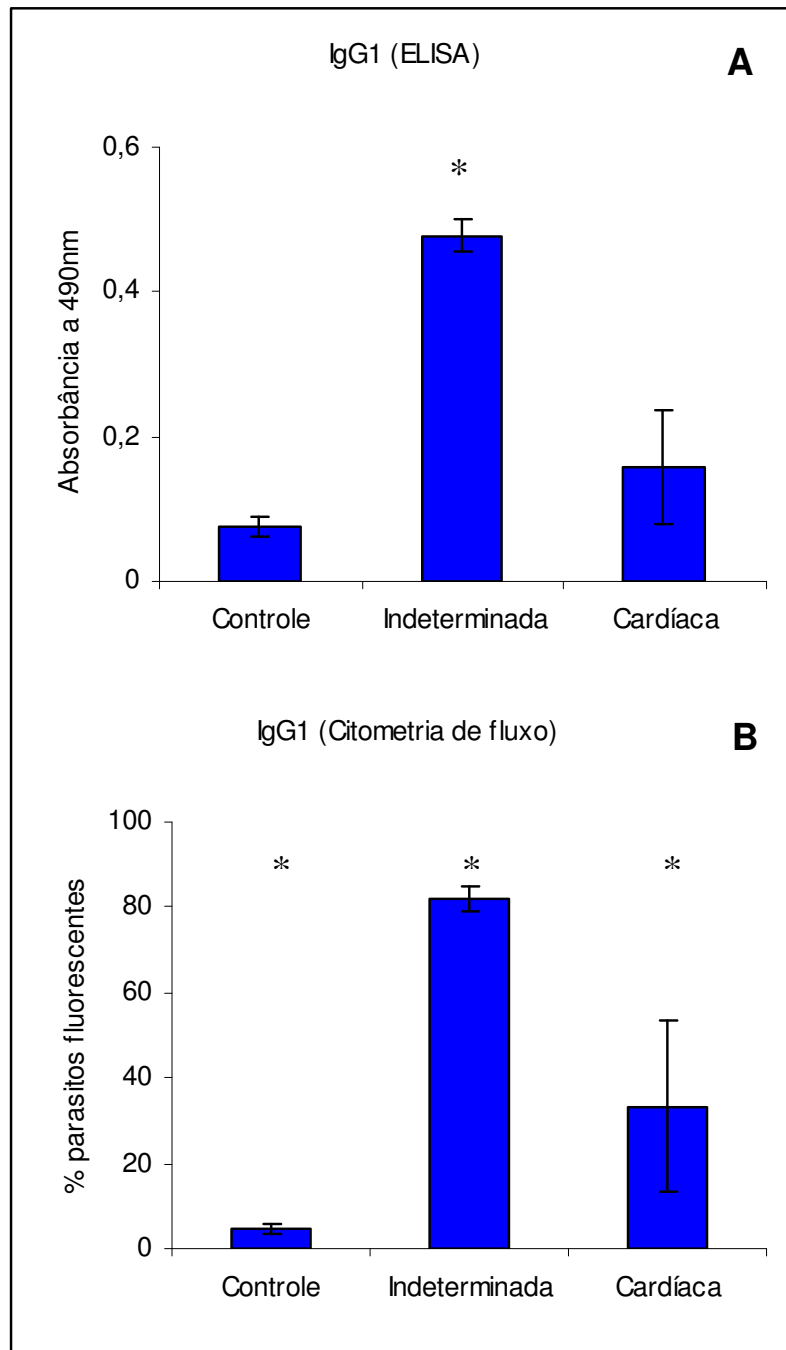 IgG1 (ELISA)
A
0,6
*
0,4
0,2
0
Absorbância a 490nm
Controle Indeterminada Cardíaca
IgG1 (Citometria de fluxo)
B
100
* * *
80
60
40
20
0
% parasitos fluorescentes
Controle Indeterminada Cardíaca